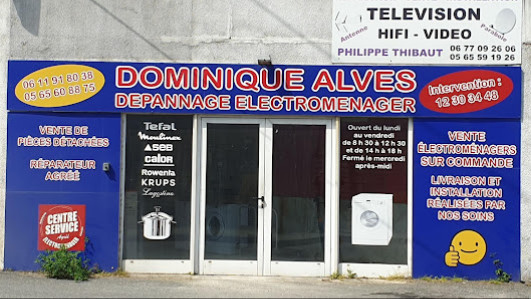 TELEVISION
Antenne
Parabole
HIFI - VIDEO
PHILIPPE THIBAUT
06 77 09 26 06
05 65 59 19 26
06 11 91 80 38
05 65 60 88 75
DOMINIQUE ALVES
DEPANNAGE ELECTROMENAGER
Intervention :
12 30 34 48
VENTE DE
PIÈCES DÉTACHÉES
RÉPARATEUR
AGRÉÉ
CENTRE
SERVICE
Agréé
Tefal
Moulinex
SEB
calor
Rowenta
KRUPS
Lagostina
Ouvert du lundi
au vendredi
de 8 h 30 à 12 h 30
et de 14 h à 18 h
Fermé le mercredi
après-midi
VENTE
ÉLECTROMÉNAGERS
SUR COMMANDE
LIVRAISON ET
INSTALLATION
RÉALISÉES PAR
NOS SOINS